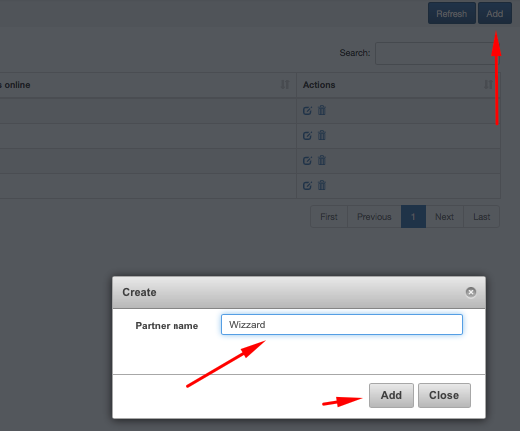 Refresh Add
Search:
s online Actions
First Previous 1 Next Last
Create
Partner name Wizzard
Add Close